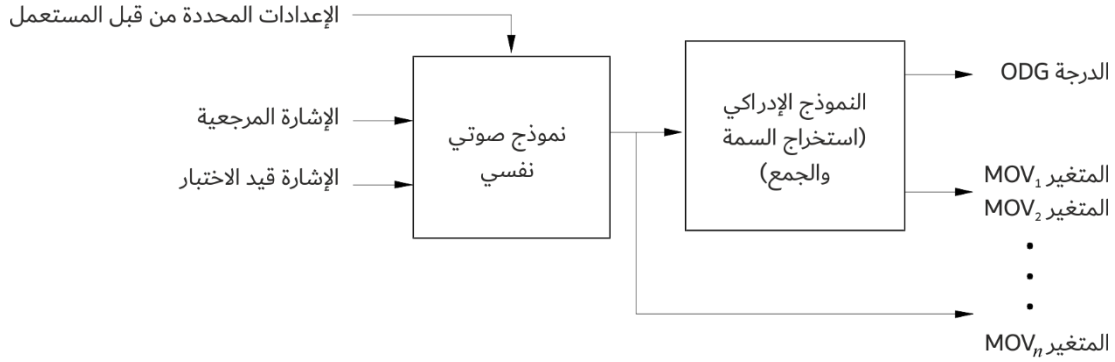 الإعدادات المحددة من قبل المستعمل
الإشارة المرجعية
الإشارة قيد الاختبار
نموذج صوتي
نفسي
النموذج الإدراكي
(استخراج السمة
والجمع)
الدرجة ODG
المتغير MOV₁
المتغير MOV₂
المتغير MOVn